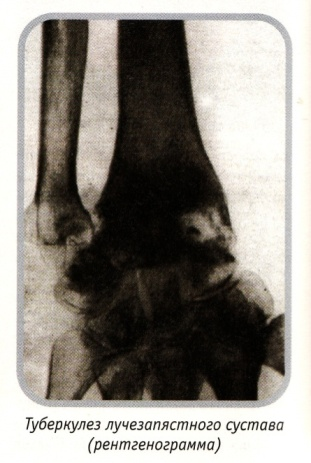 Туберкулез лучезапястного сустава
(рентгенограмма)